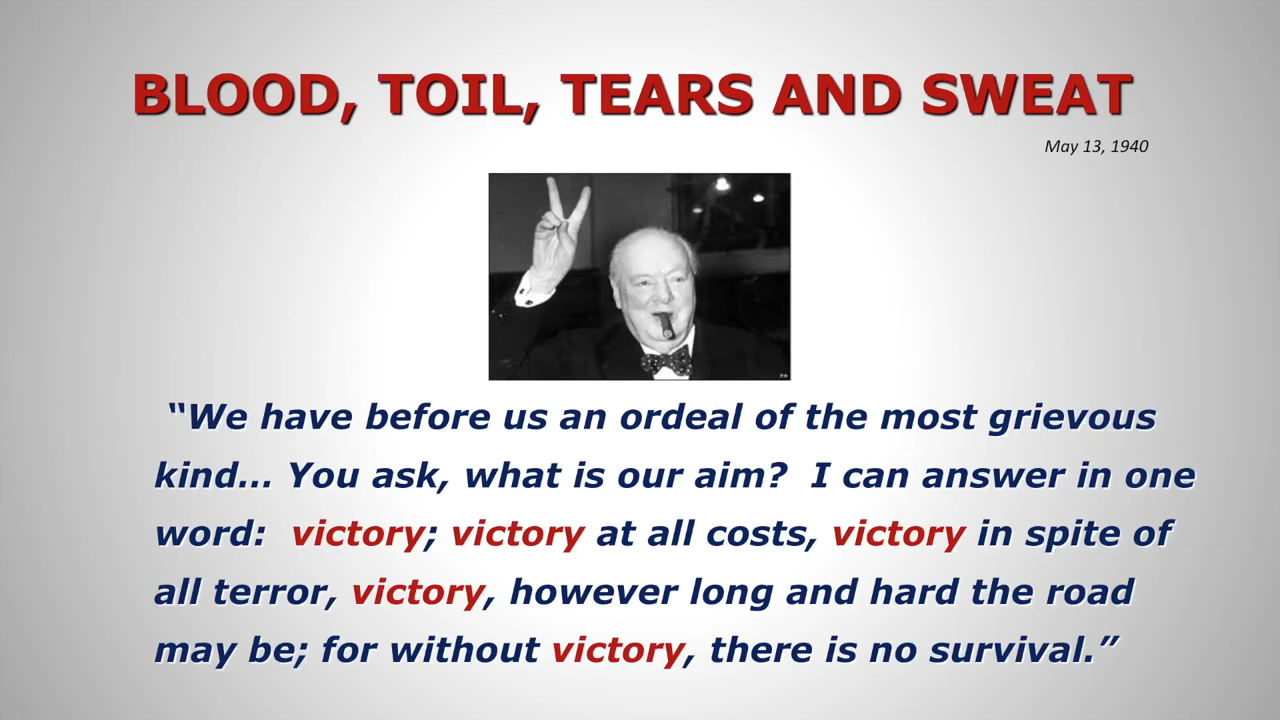 BLOOD, TOIL, TEARS AND SWEAT
May 13, 1940
“We have before us an ordeal of the most grievous
kind... You ask, what is our aim?  I can answer in one
word:  victory; victory at all costs, victory in spite of
all terror, victory, however long and hard the road
may be; for without victory, there is no survival.”